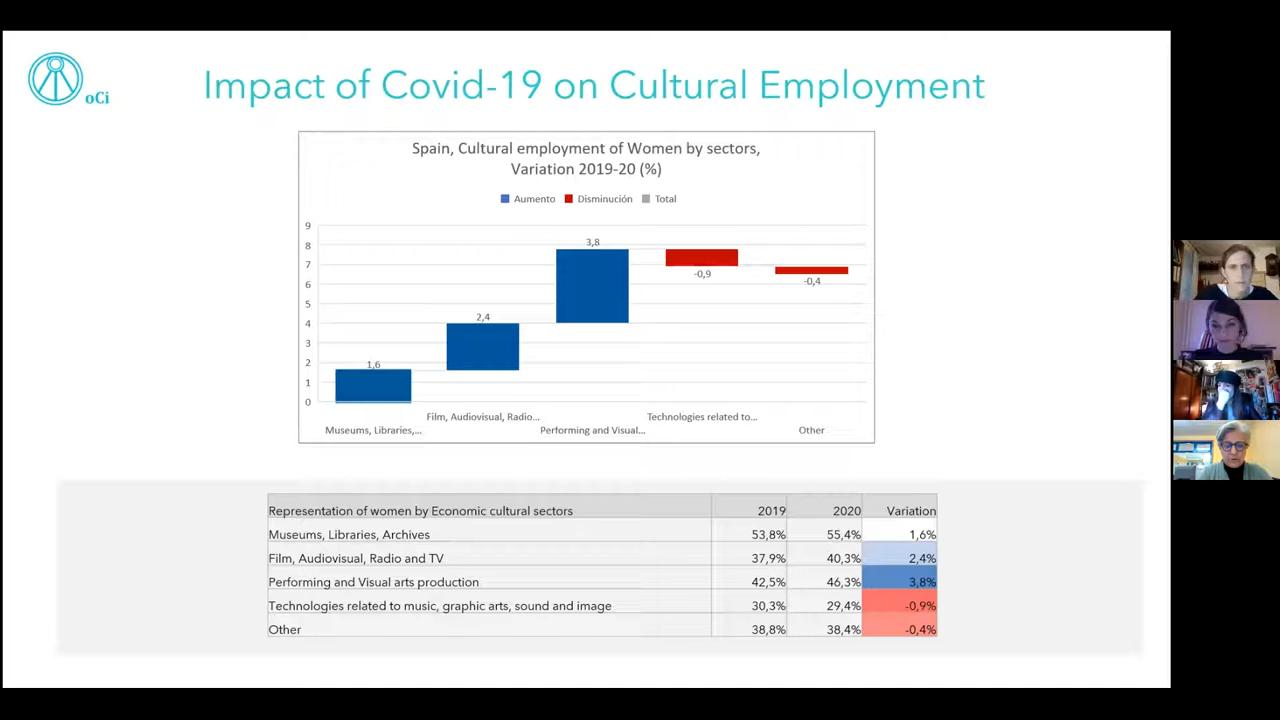 oCi
Impact of Covid-19 on Cultural Employment
Spain, Cultural employment of Women by sectors,
Variation 2019-20 (%)
Aumento Disminución Total
9
8
7
6
5
4
3
2
1
0
1,6
2,4
3,8
-0,9
-0,4
Museums, Libraries,...
Film, Audiovisual, Radio...
Performing and Visual...
Technologies related to...
Other
Representation of women by Economic cultural sectors 2019 2020 Variation
Museums, Libraries, Archives 53,8% 55,4% 1,6%
Film, Audiovisual, Radio and TV 37,9% 40,3% 2,4%
Performing and Visual arts production 42,5% 46,3% 3,8%
Technologies related to music, graphic arts, sound and image 30,3% 29,4% -0,9%
Other 38,8% 38,4% -0,4%